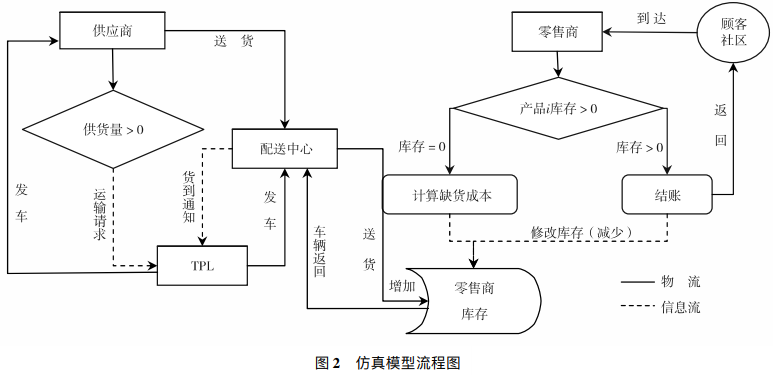 供应商
送 货
零售商
到达
顾客
社区
供货量>0
产品i库存>0
返
回
配送中心
库存=0
库存>0
发
车
运输请求
货到通知
发
车
计算缺货成本
结账
车辆返回
送
货
修改库存(减少)
TPL
增加
零售商
库存
物 流
信息流
图2 仿真模型流程图